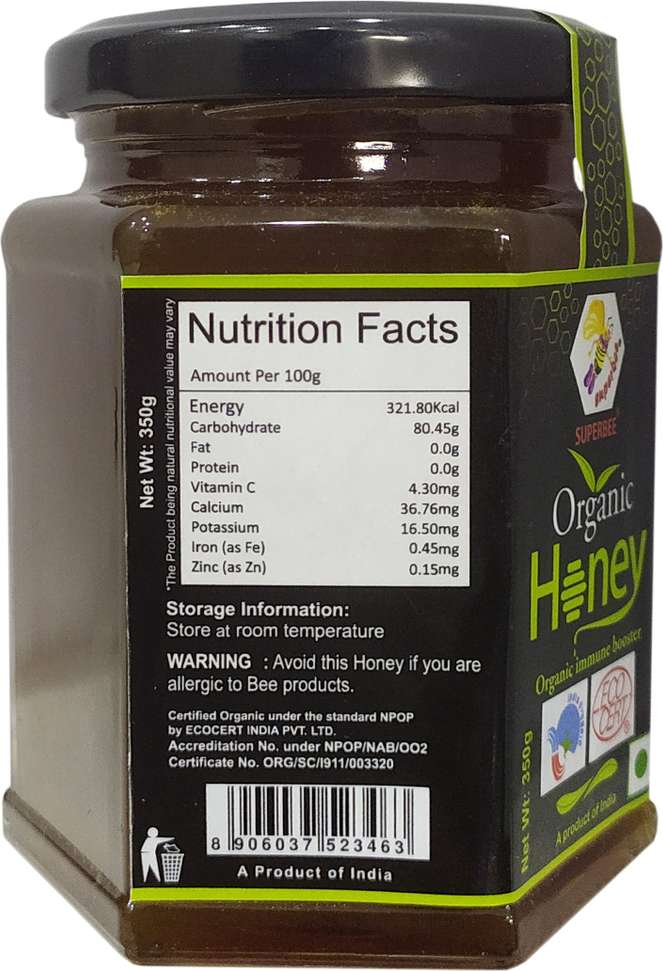 Nutrition Facts
Amount Per 100g
Energy 321.80Kcal
Carbohydrate 80.45g
Fat 0.0g
Protein 0.0g
Vitamin C 4.30mg
Calcium 36.76mg
Potassium 16.50mg
Iron (as Fe) 0.45mg
Zinc (as Zn) 0.15mg
*The Product being natural nutritional value may vary
Net Wt: 350g
Storage Information:
Store at room temperature
WARNING : Avoid this Honey if you are
allergic to Bee products.
Certified Organic under the standard NPOP
by ECOCERT INDIA PVT. LTD.
Accreditation No. under NPOP/NAB/OO2
Certificate No. ORG/SC/I911/003320
8 906037 523463
A Product of India
superbee
SUPERBEE®
Organic
Honey
Organic immune booster
ECO
CERT
Net Wt: 350g
A product of India